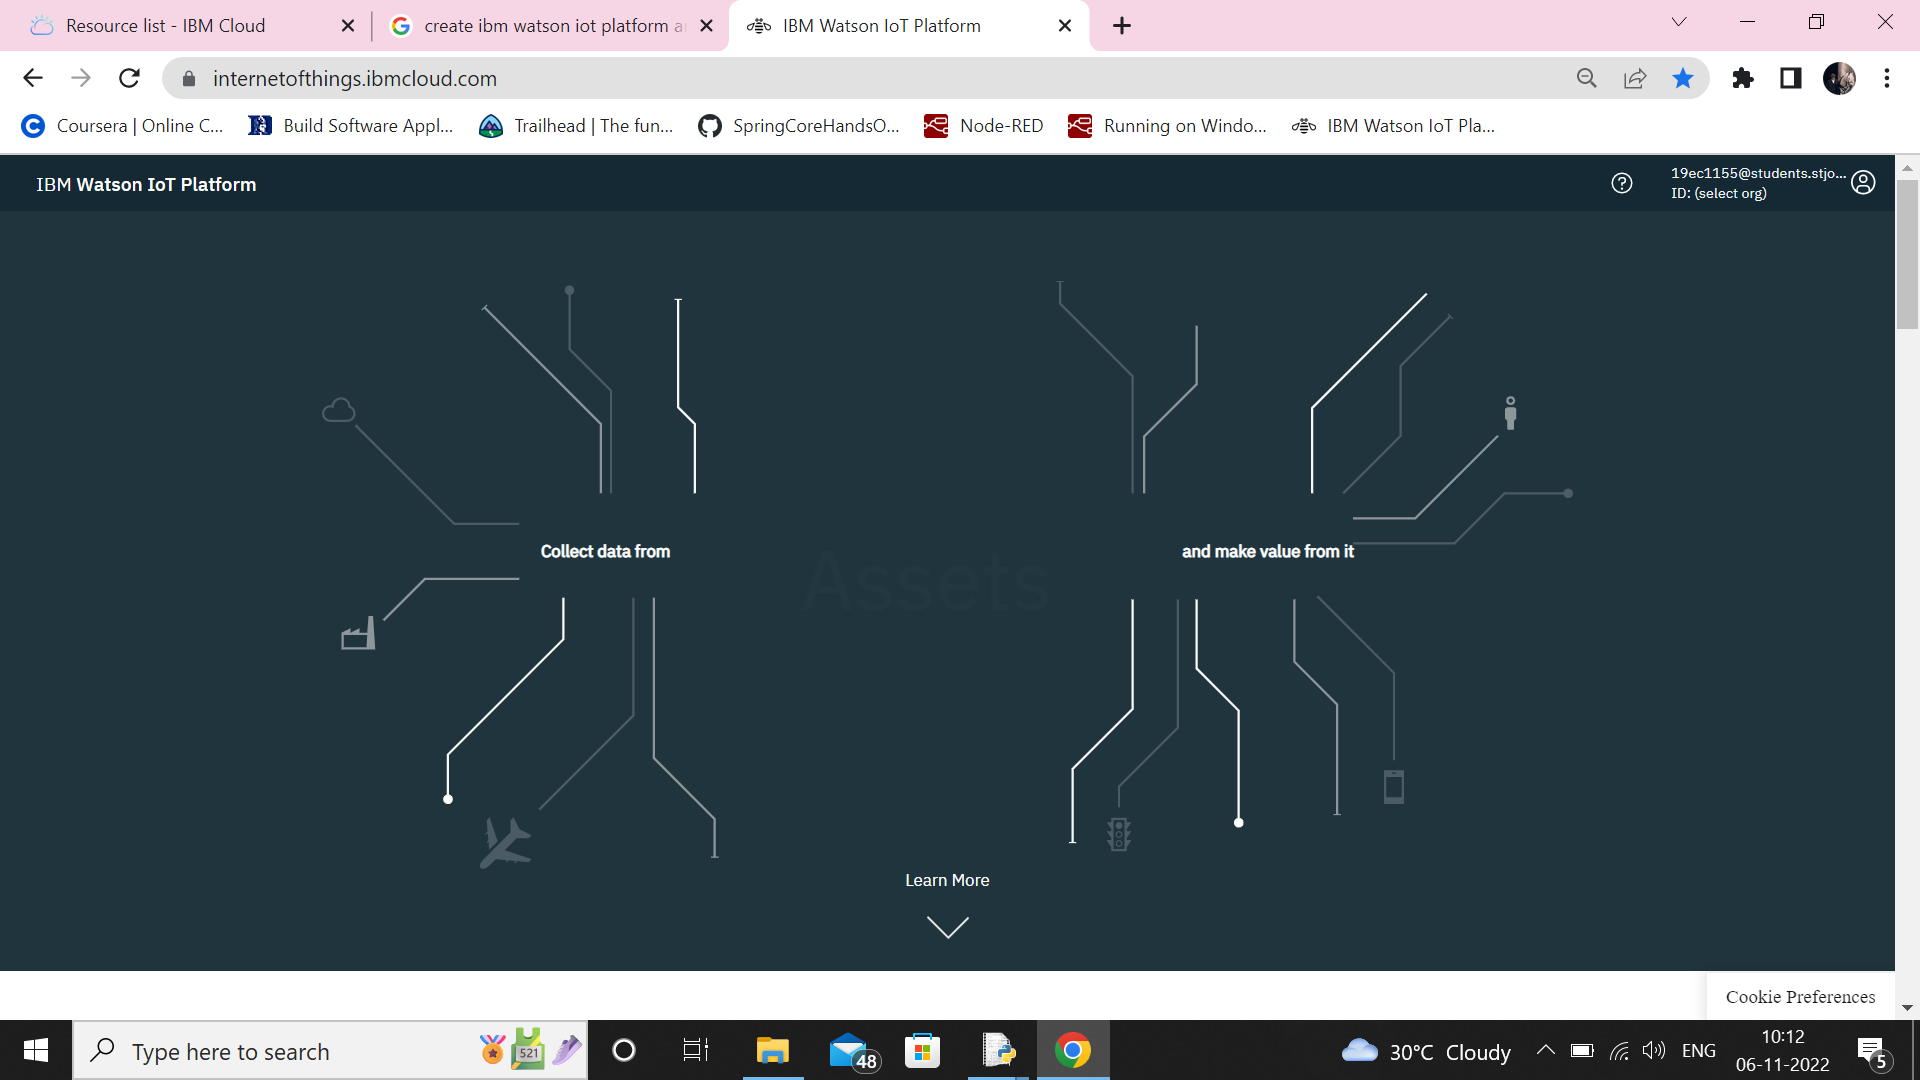 Resource list - IBM Cloud
create ibm watson iot platform a
IBM Watson IoT Platform
internetofthings.ibmcloud.com
Coursera | Online C...
Build Software Appl...
Trailhead | The fun...
SpringCoreHandsO...
Node-RED
Running on Windo...
IBM Watson IoT Pla...
IBM Watson IoT Platform
19ec1155@students.stjo...
ID: (select org)
Collect data from
Assets
and make value from it
Learn More
Cookie Preferences
Type here to search
521
48
30°C Cloudy
ENG
10:12
06-11-2022
5